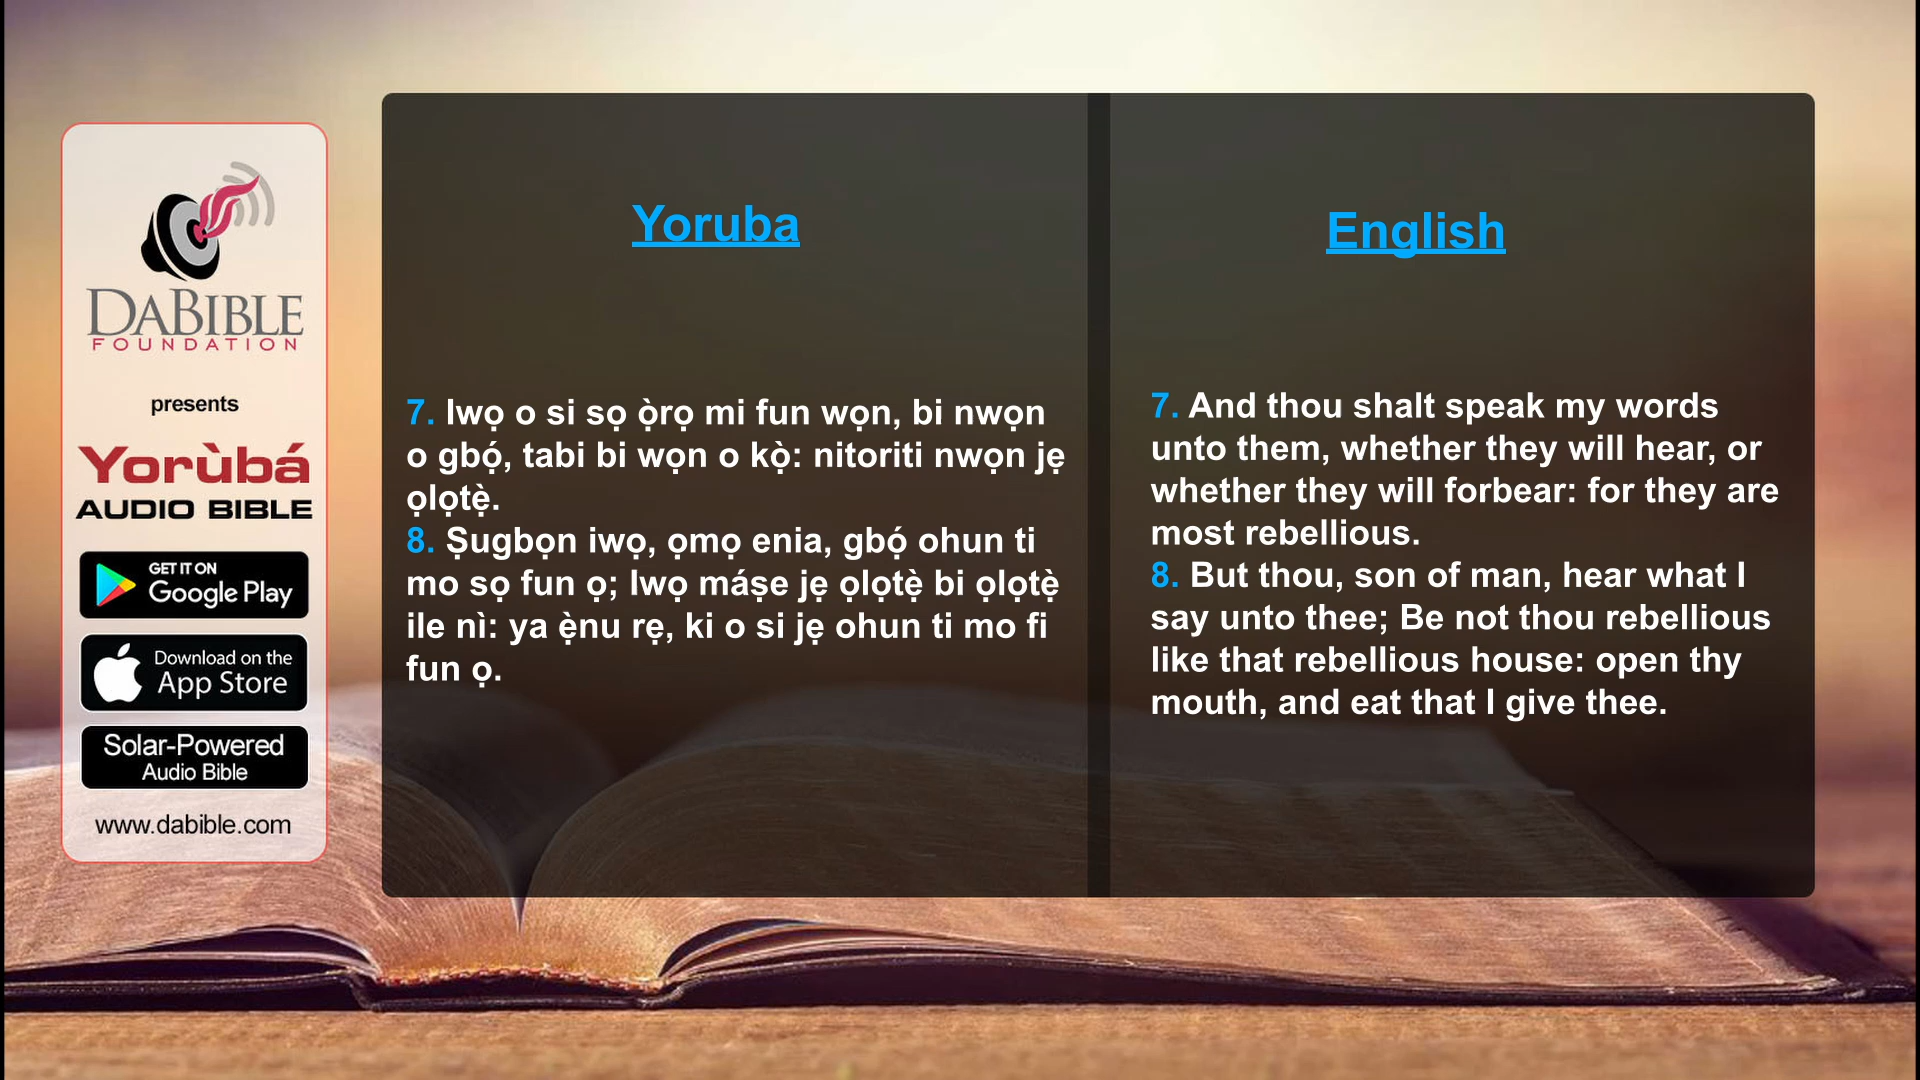 DABIBLE
FOUNDATION
presents
Yorùbá
AUDIO BIBLE
GET IT ON
Google Play
Download on the
App Store
Solar-Powered
Audio Bible
www.dabible.com
Yoruba
7. Iwọ o si sọ ọ̀rọ mi fun wọn, bi nwọn
o gbọ́, tabi bi wọn o kọ̀: nitoriti nwọn jẹ
ọlọtẹ̀.
8. Ṣugbọn iwọ, ọmọ enia, gbọ́ ohun ti
mo sọ fun ọ; Iwọ máṣe jẹ ọlọtẹ̀ bi ọlọtẹ̀
ile nì: ya ẹ̀nu rẹ, ki o si jẹ ohun ti mo fi
fun ọ.
English
7. And thou shalt speak my words
unto them, whether they will hear, or
whether they will forbear: for they are
most rebellious.
8. But thou, son of man, hear what I
say unto thee; Be not thou rebellious
like that rebellious house: open thy
mouth, and eat that I give thee.